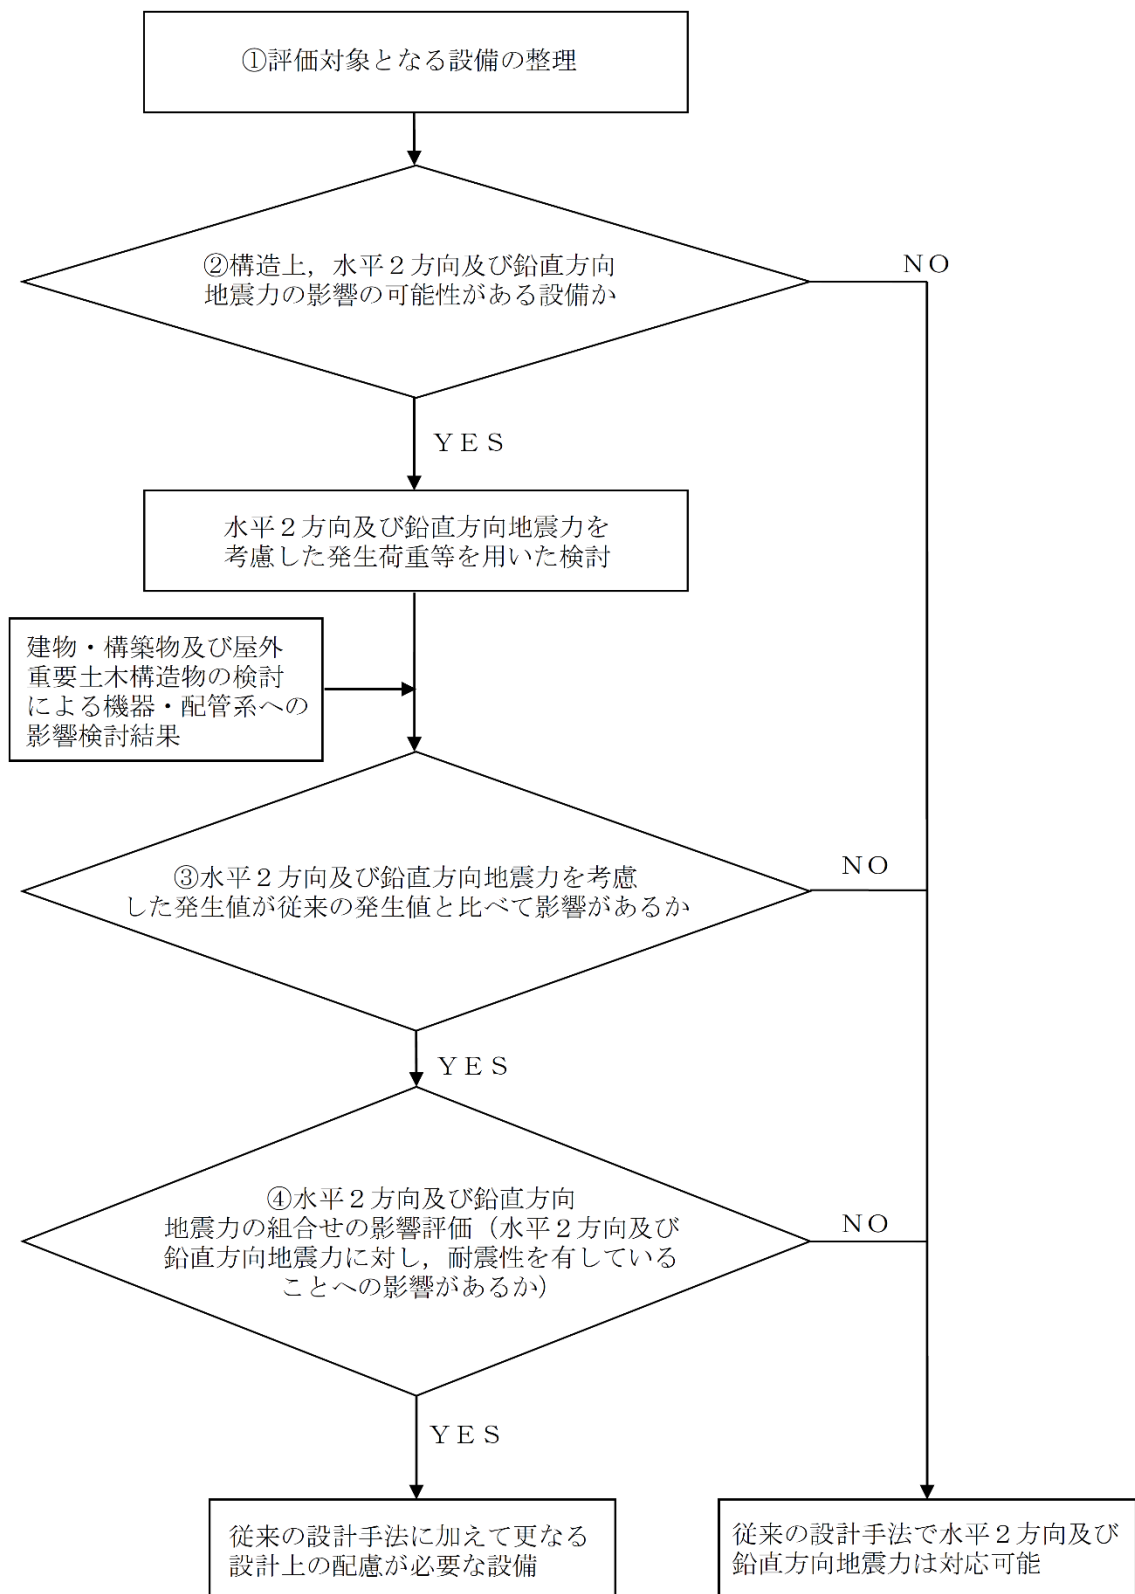 ①評価対象となる設備の整理
②構造上，水平２方向及び鉛直方向
地震力の影響の可能性がある設備か
ＮＯ
ＹＥＳ
水平２方向及び鉛直方向地震力を
考慮した発生荷重等を用いた検討
建物・構築物及び屋外
重要土木構造物の検討
による機器・配管系への
影響検討結果
③水平２方向及び鉛直方向地震力を考慮
した発生値が従来の発生値と比べて影響があるか
ＮＯ
ＹＥＳ
④水平２方向及び鉛直方向
地震力の組合せの影響評価（水平２方向及び
鉛直方向地震力に対し，耐震性を有している
ことへの影響があるか）
ＮＯ
ＹＥＳ
従来の設計手法に加えて更なる
設計上の配慮が必要な設備
従来の設計手法で水平２方向及び
鉛直方向地震力は対応可能